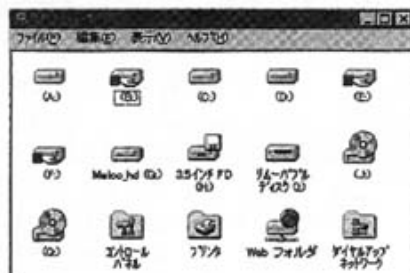 ファイル(F) 編集(E) 表示(V) ヘルプ(H)
(A:) (B:) (C:) (D:) (E:)
(F:) Meloo_hd (G:) 3.5インチ FD (H:) リムーバブル ディスク (I:) (J:)
コントロール パネル プリンタ Web フォルダ ダイヤルアップ ネットワーク